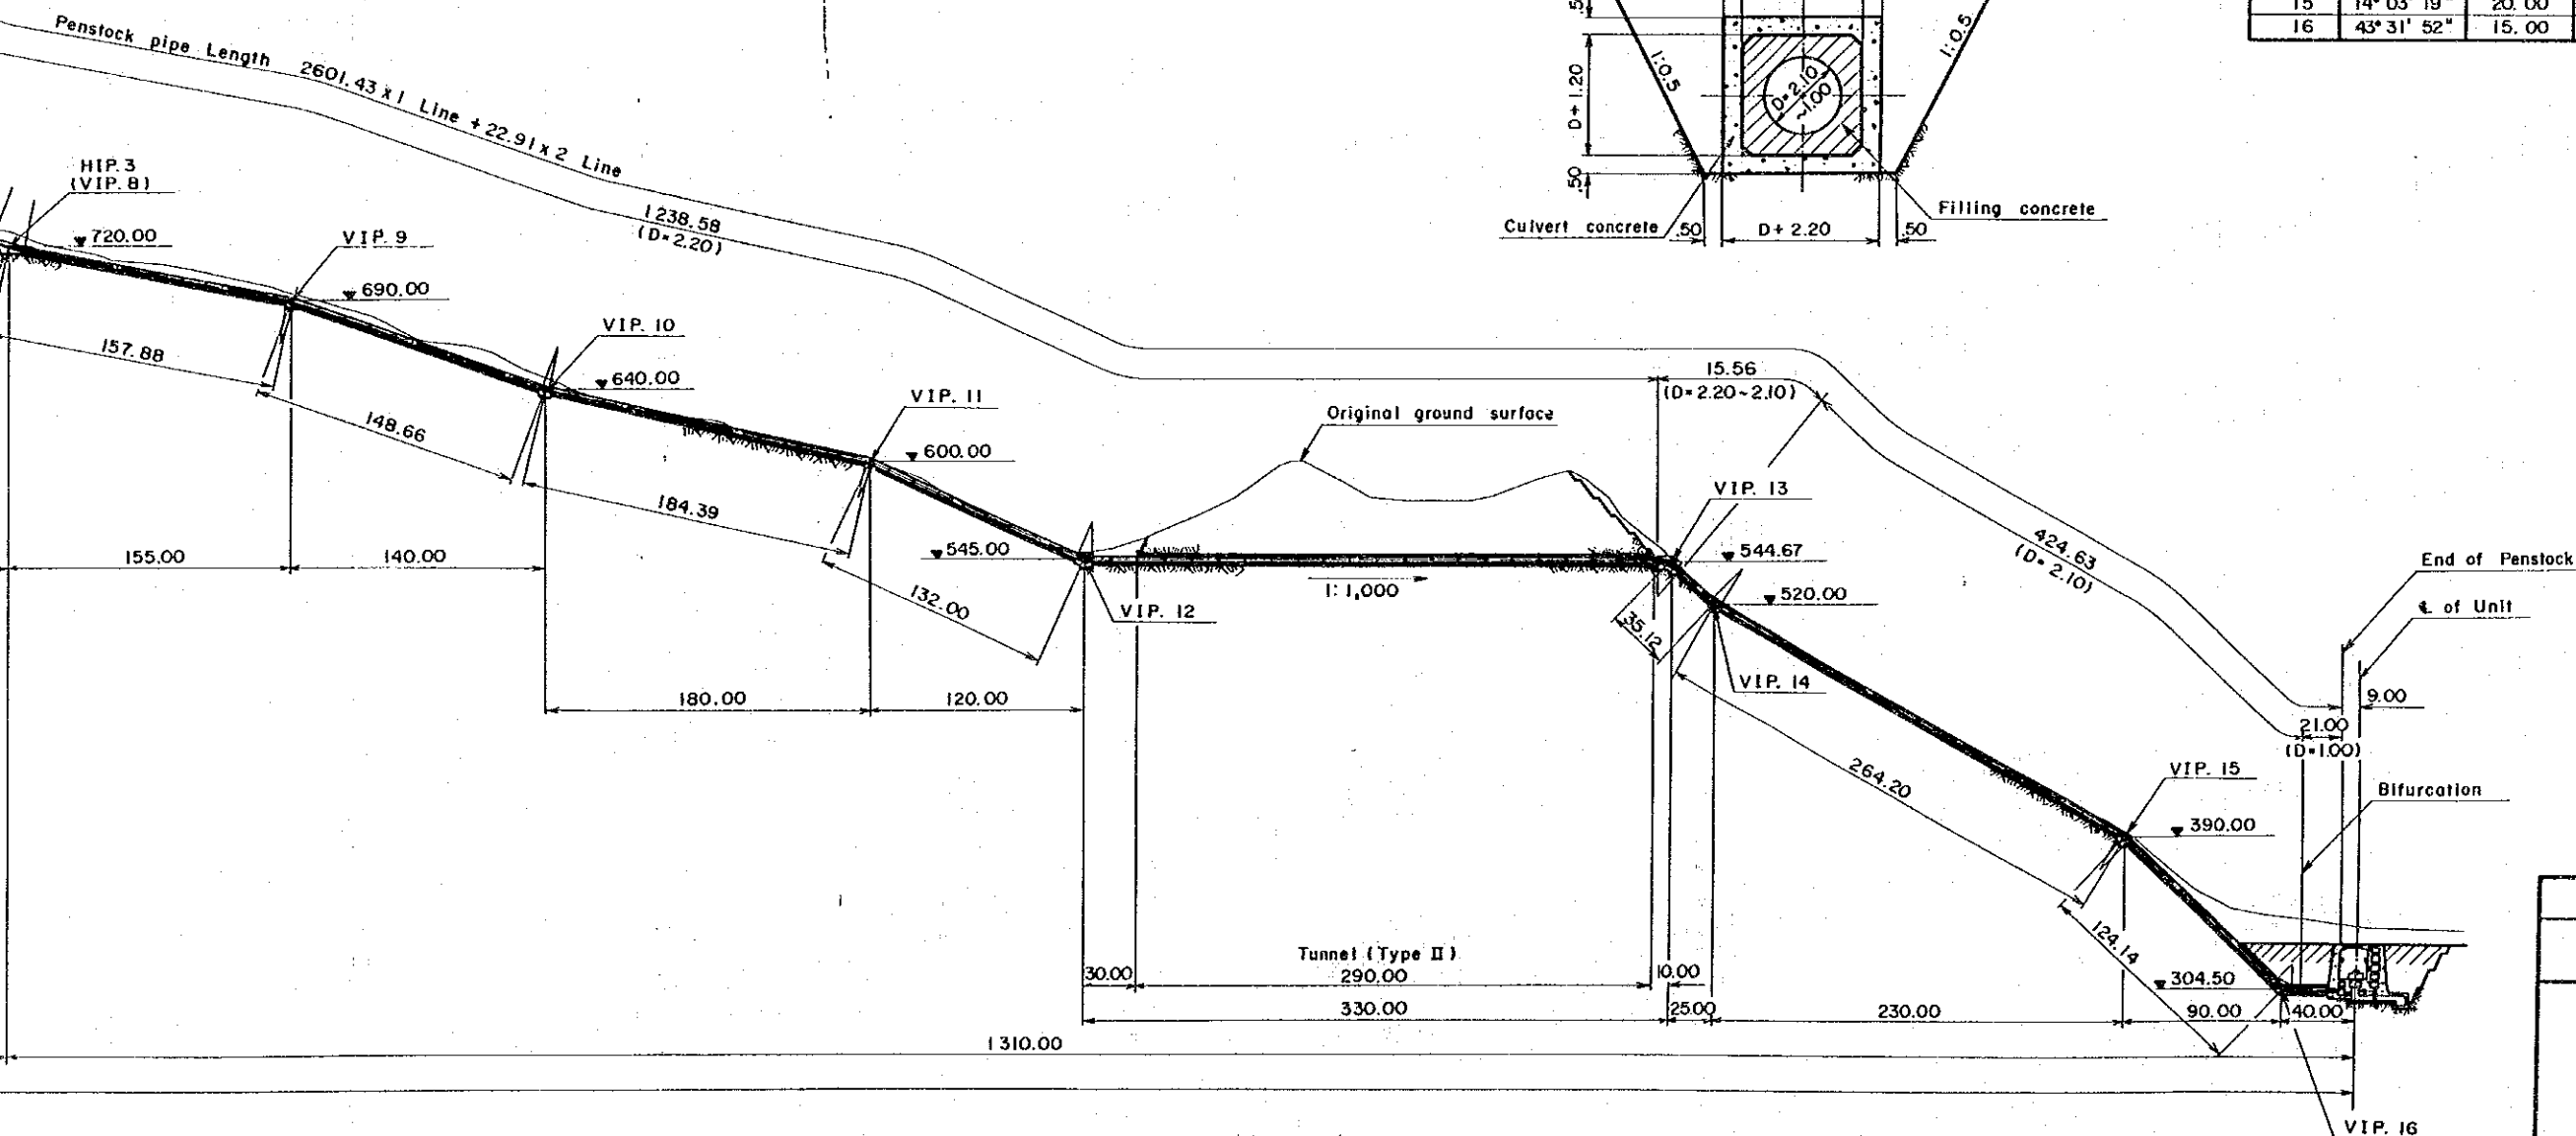 Penstock pipe Length 2601.43 x 1 Line + 22.91 x 2 Line
1238.58
(D=2.20)
15.56
(D=2.20~2.10)
424.63
(D=2.10)
21.00
(D=1.00)
9.00
HIP. 3
(VIP. 8)
720.00
VIP. 9
690.00
VIP. 10
640.00
VIP. 11
600.00
545.00
VIP. 12
Original ground surface
1:1,000
VIP. 13
544.67
520.00
VIP. 14
VIP. 15
390.00
304.50
VIP. 16
End of Penstock
℄ of Unit
Bifurcation
157.88
148.66
184.39
132.00
35.12
264.20
124.14
155.00
140.00
180.00
120.00
Tunnel (Type II)
30.00
290.00
10.00
330.00
25.00
230.00
90.00
40.00
1310.00
1:0.5
1:0.5
D+1.20
.50
D=2.10
~1.00
Culvert concrete
Filling concrete
.50
D+2.20
.50
15 14° 03' 19" 20.00
16 43° 31' 52" 15.00